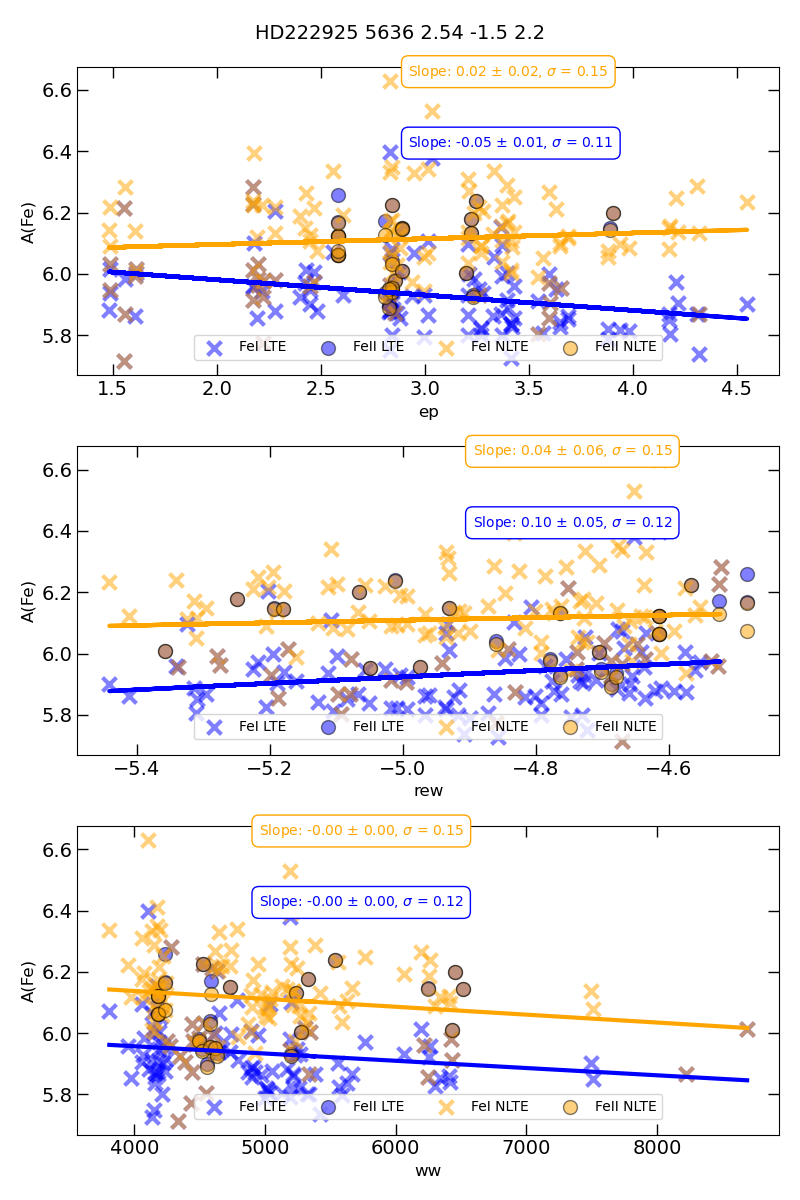 HD222925 5636 2.54 -1.5 2.2
Slope: 0.02 ± 0.02, σ = 0.15
Slope: -0.05 ± 0.01, σ = 0.11
A(Fe)
6.6
6.4
6.2
6.0
5.8
FeI LTE FeII LTE FeI NLTE FeII NLTE
1.5 2.0 2.5 3.0 3.5 4.0 4.5
ep
Slope: 0.04 ± 0.06, σ = 0.15
Slope: 0.10 ± 0.05, σ = 0.12
A(Fe)
6.6
6.4
6.2
6.0
5.8
FeI LTE FeII LTE FeI NLTE FeII NLTE
−5.4 −5.2 −5.0 −4.8 −4.6
rew
Slope: -0.00 ± 0.00, σ = 0.15
Slope: -0.00 ± 0.00, σ = 0.12
A(Fe)
6.6
6.4
6.2
6.0
5.8
FeI LTE FeII LTE FeI NLTE FeII NLTE
4000 5000 6000 7000 8000
ww